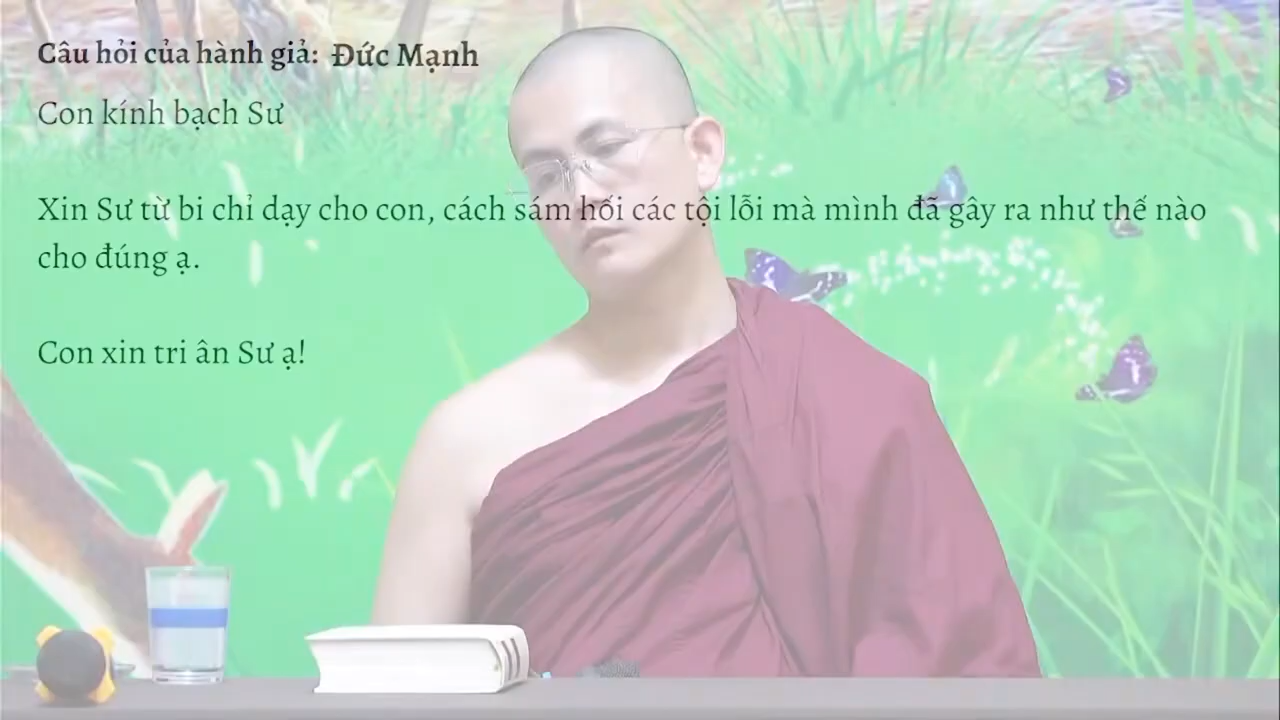 Câu hỏi của hành giả: Đức Mạnh
Con kính bạch Sư
Xin Sư từ bi chỉ dạy cho con, cách sám hối các tội lỗi mà mình đã gây ra như thế nào
cho đúng ạ.
Con xin tri ân Sư ạ!